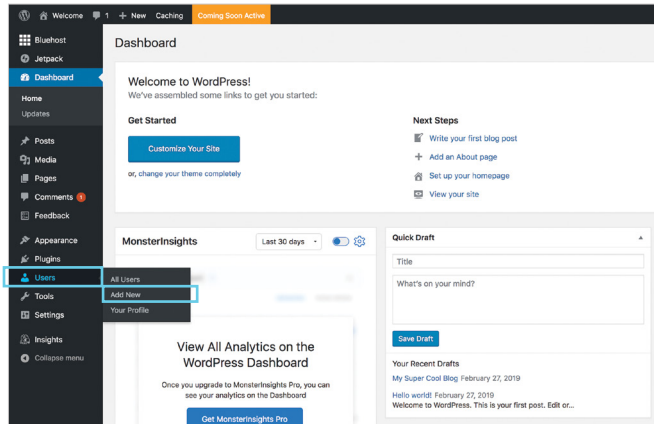 Welcome 1 + New Caching Coming Soon Active
Bluehost
Jetpack
Dashboard
Home
Updates
Posts
Media
Pages
Comments 1
Feedback
Appearance
Plugins
Users
Tools
Settings
Insights
Collapse menu
All Users
Add New
Your Profile
Dashboard
Welcome to WordPress!
We've assembled some links to get you started:
Get Started
Customize Your Site
or, change your theme completely
Next Steps
Write your first blog post
Add an About page
Set up your homepage
View your site
MonsterInsights
Last 30 days
View All Analytics on the
WordPress Dashboard
Once you upgrade to MonsterInsights Pro, you can
see your analytics on the Dashboard
Get MonsterInsights Pro
Quick Draft
Title
What's on your mind?
Save Draft
Your Recent Drafts
My Super Cool Blog February 27, 2019
Hello world! February 27, 2019
Welcome to WordPress. This is your first post. Edit or...